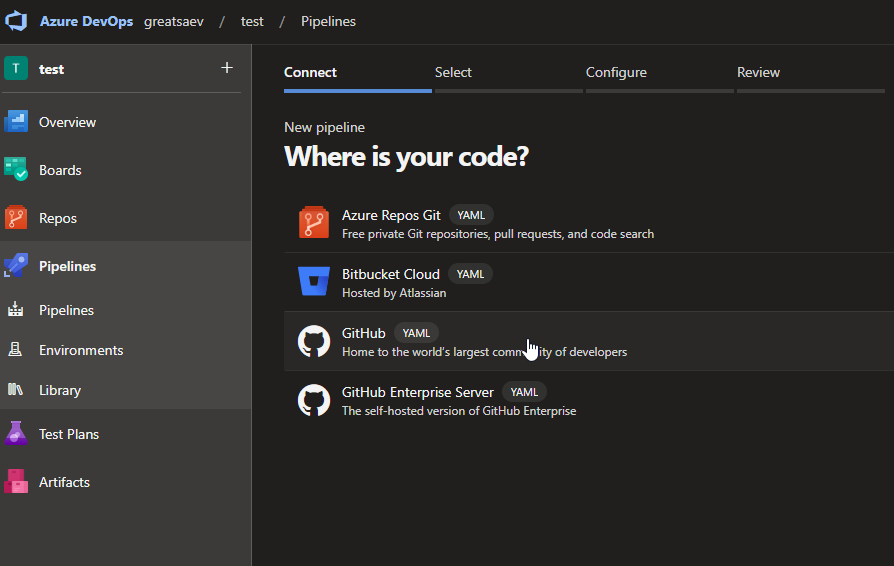 Azure DevOps greatsaev / test / Pipelines
T test +
Overview
Boards
Repos
Pipelines
Pipelines
Environments
Library
Test Plans
Artifacts
Connect Select Configure Review
New pipeline
Where is your code?
Azure Repos Git YAML
Free private Git repositories, pull requests, and code search
Bitbucket Cloud YAML
Hosted by Atlassian
GitHub YAML
Home to the world's largest community of developers
GitHub Enterprise Server YAML
The self-hosted version of GitHub Enterprise